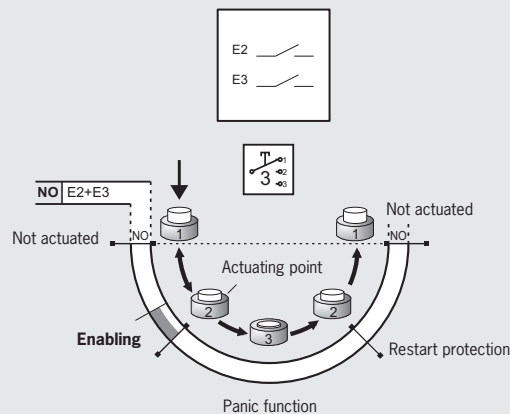 E2
E3
1
3 2
3
NO E2+E3
Not actuated NO 1 1 NO Not actuated
Actuating point
2 2
3
Enabling
Restart protection
Panic function